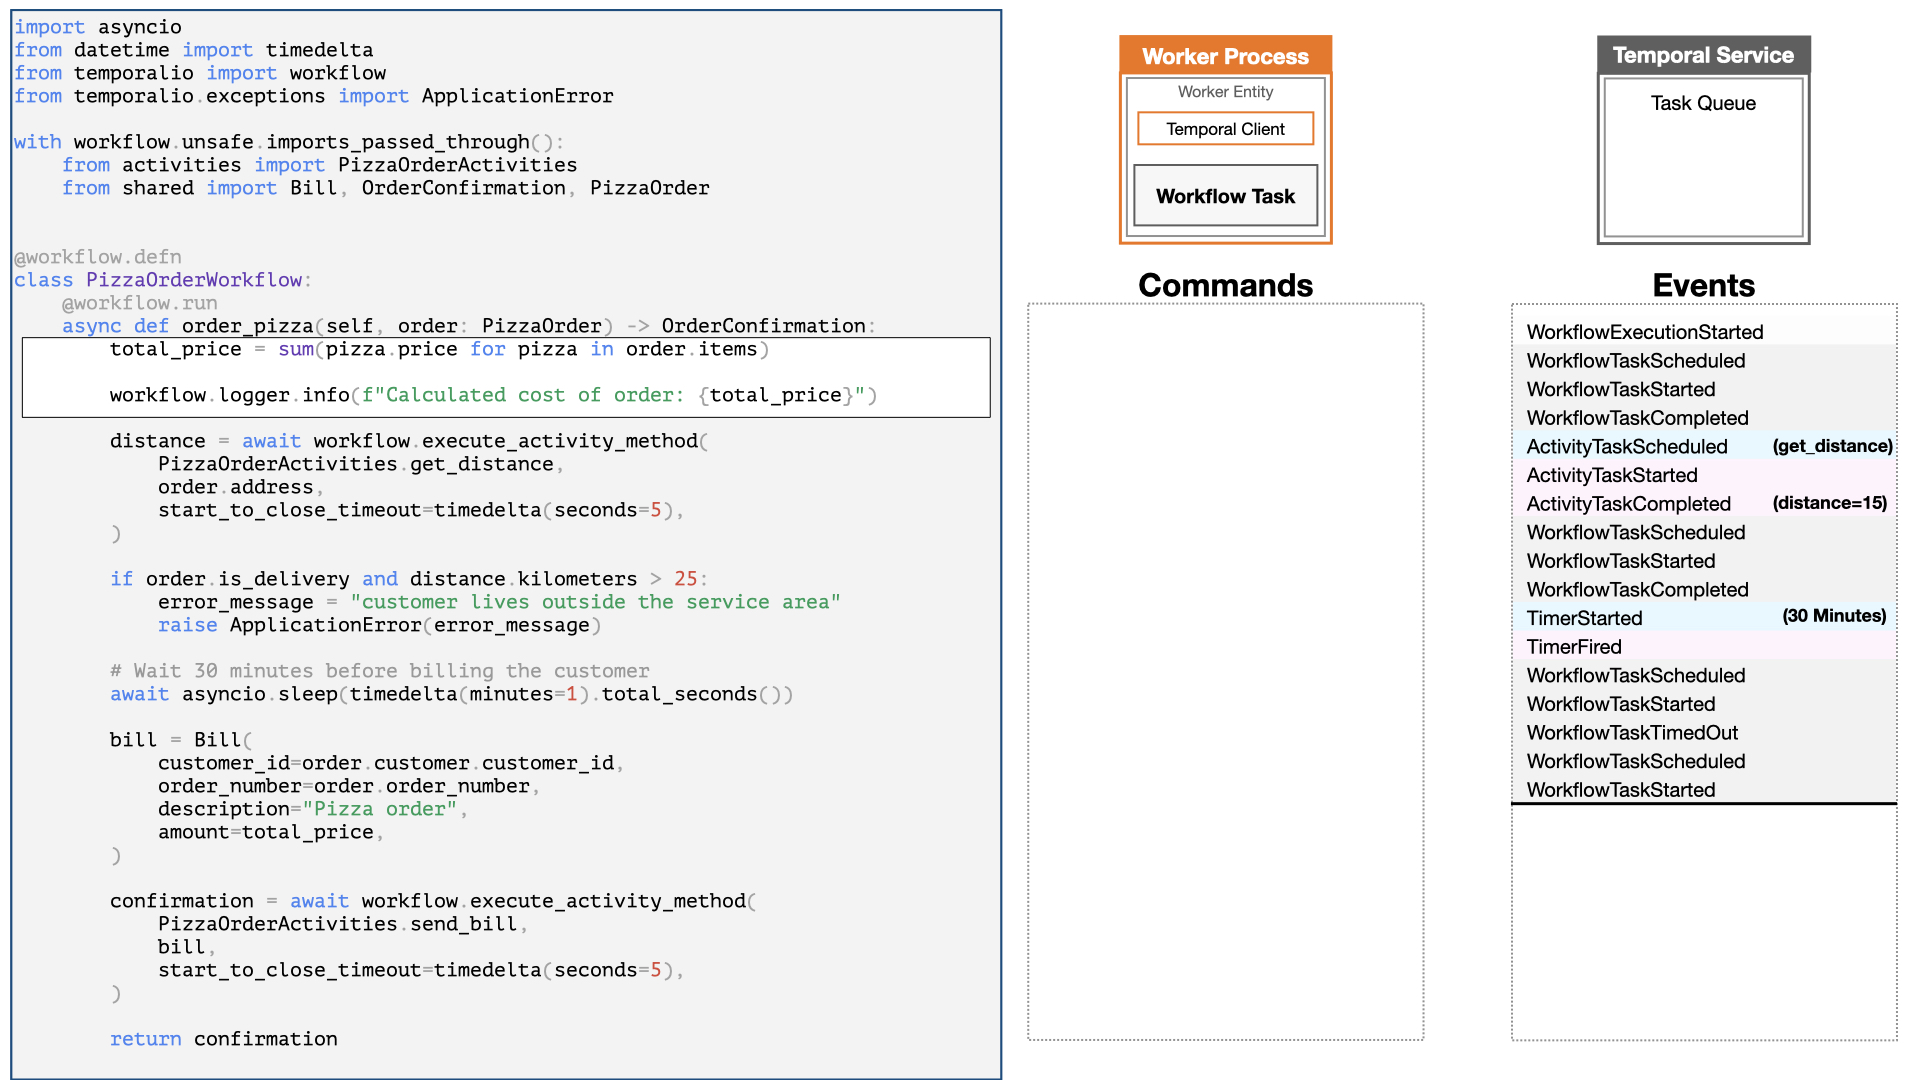 import asyncio
from datetime import timedelta
from temporalio import workflow
from temporalio.exceptions import ApplicationError
with workflow.unsafe.imports_passed_through():
    from activities import PizzaOrderActivities
    from shared import Bill, OrderConfirmation, PizzaOrder
@workflow.defn
class PizzaOrderWorkflow:
    @workflow.run
    async def order_pizza(self, order: PizzaOrder) -> OrderConfirmation:
        total_price = sum(pizza.price for pizza in order.items)
        workflow.logger.info(f"Calculated cost of order: {total_price}")
        distance = await workflow.execute_activity_method(
            PizzaOrderActivities.get_distance,
            order.address,
            start_to_close_timeout=timedelta(seconds=5),
        )
        if order.is_delivery and distance.kilometers > 25:
            error_message = "customer lives outside the service area"
            raise ApplicationError(error_message)
        # Wait 30 minutes before billing the customer
        await asyncio.sleep(timedelta(minutes=1).total_seconds())
        bill = Bill(
            customer_id=order.customer.customer_id,
            order_number=order.order_number,
            description="Pizza order",
            amount=total_price,
        )
        confirmation = await workflow.execute_activity_method(
            PizzaOrderActivities.send_bill,
            bill,
            start_to_close_timeout=timedelta(seconds=5),
        )
        return confirmation
Worker Process
Worker Entity
Temporal Client
Workflow Task
Temporal Service
Task Queue
Commands
Events
WorkflowExecutionStarted
WorkflowTaskScheduled
WorkflowTaskStarted
WorkflowTaskCompleted
ActivityTaskScheduled (get_distance)
ActivityTaskStarted
ActivityTaskCompleted (distance=15)
WorkflowTaskScheduled
WorkflowTaskStarted
WorkflowTaskCompleted
TimerStarted (30 Minutes)
TimerFired
WorkflowTaskScheduled
WorkflowTaskStarted
WorkflowTaskTimedOut
WorkflowTaskScheduled
WorkflowTaskStarted